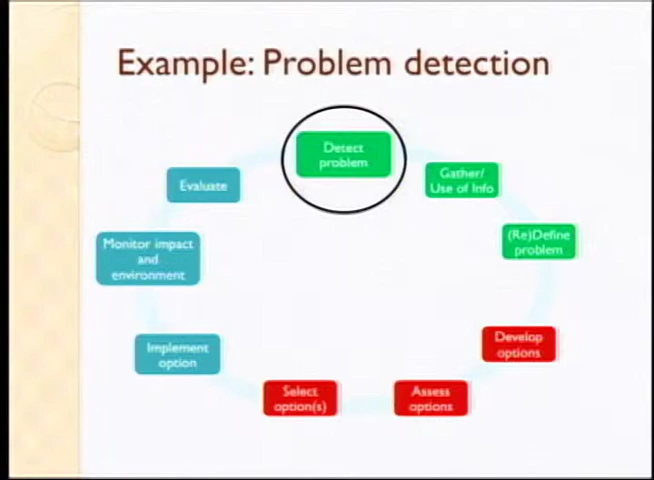 Example: Problem detection
Detect
problem
Gather/
Use of Info
(Re)Define
problem
Develop
options
Assess
options
Select
option(s)
Implement
option
Monitor impact
and
environment
Evaluate